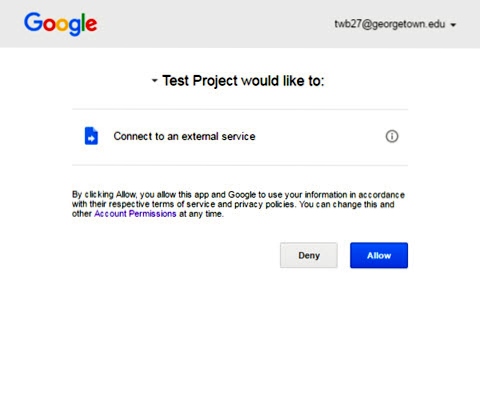 Google
twb27@georgetown.edu
Test Project would like to:
Connect to an external service
By clicking Allow, you allow this app and Google to use your information in accordance
with their respective terms of service and privacy policies. You can change this and
other Account Permissions at any time.
Deny
Allow